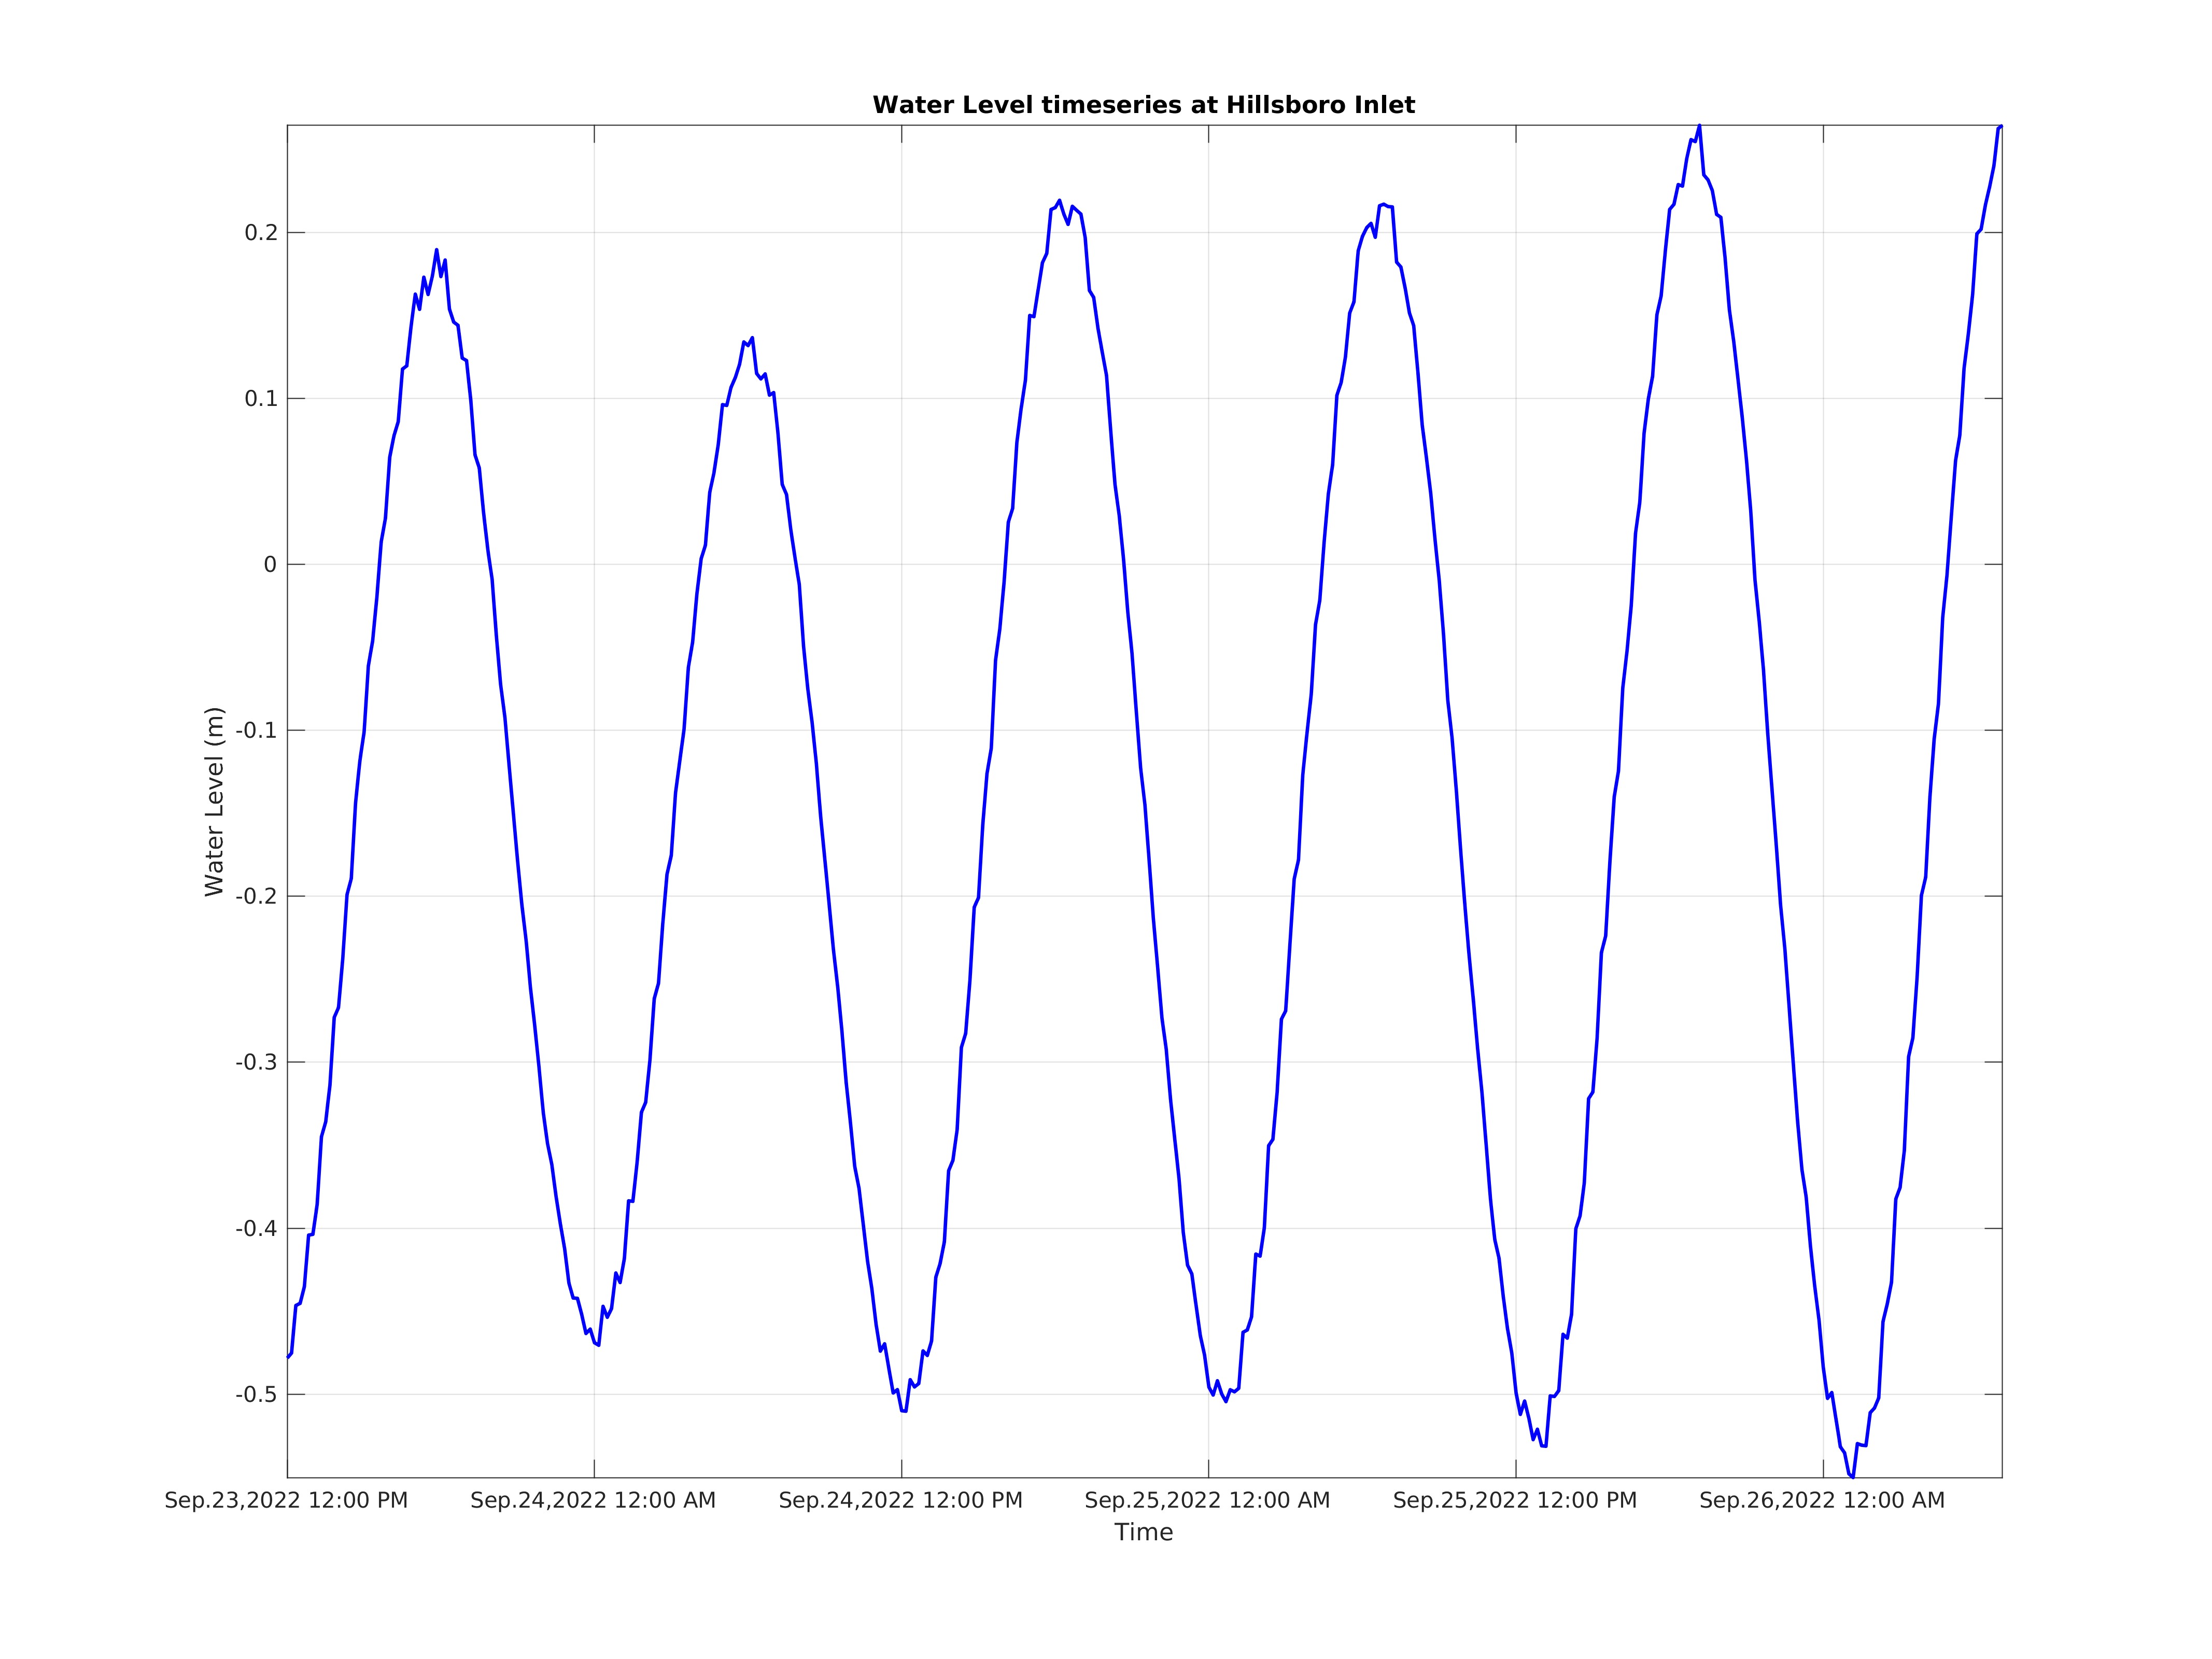 Water Level timeseries at Hillsboro Inlet
Water Level (m)
0.2
0.1
0
-0.1
-0.2
-0.3
-0.4
-0.5
Sep.23,2022 12:00 PM Sep.24,2022 12:00 AM Sep.24,2022 12:00 PM Sep.25,2022 12:00 AM Sep.25,2022 12:00 PM Sep.26,2022 12:00 AM
Time